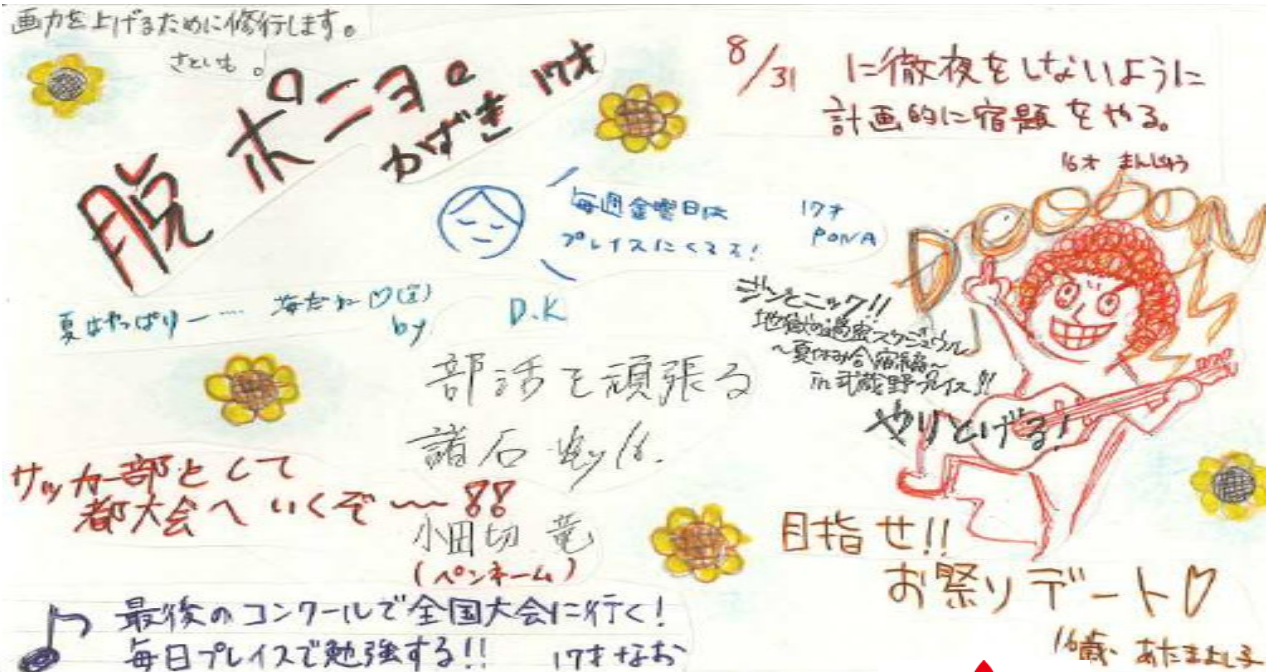 画力を上げるために修行します。
さといも。
脱ポニョ。
かばき 17才
8/31 に徹夜をしないように
計画的に宿題をやる。
16才 まんじゅう
毎週金曜日は
プレイスにくるる!
17才
PONA
DOOOON
夏はやっぱりー…… 海だねー♡(笑)
by D.K
ジンとニック!!
地獄の過密スケジュウル
~夏休み合宿編~
in 武蔵野プレイス!!
やりとげる!
部活を頑張る
諸石
サッカー部として
都大会へいくぞ~!!
小田切 竜
(ペンネーム)
目指せ!!
お祭りデート♡
16歳
最後のコンクールで全国大会に行く!
毎日プレイスで勉強する!! 17才 なお